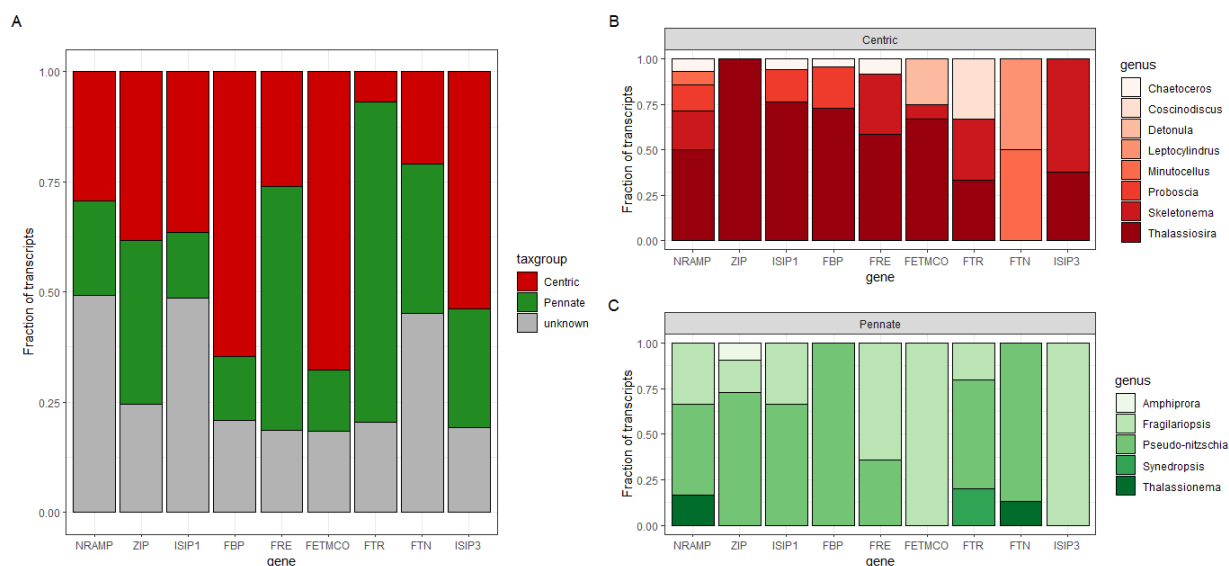 A
Fraction of transcripts
1.00
0.75
0.50
0.25
0.00
NRAMP ZIP ISIP1 FBP FRE FETMCO FTR FTN ISIP3
gene
taxgroup
Centric
Pennate
unknown
B
Centric
Fraction of transcripts
1.00
0.75
0.50
0.25
0.00
NRAMP ZIP ISIP1 FBP FRE FETMCO FTR FTN ISIP3
gene
genus
Chaetoceros
Coscinodiscus
Detonula
Leptocylindrus
Minutocellus
Proboscia
Skeletonema
Thalassiosira
C
Pennate
Fraction of transcripts
1.00
0.75
0.50
0.25
0.00
NRAMP ZIP ISIP1 FBP FRE FETMCO FTR FTN ISIP3
gene
genus
Amphiprora
Fragilariopsis
Pseudo-nitzschia
Synedropsis
Thalassionema